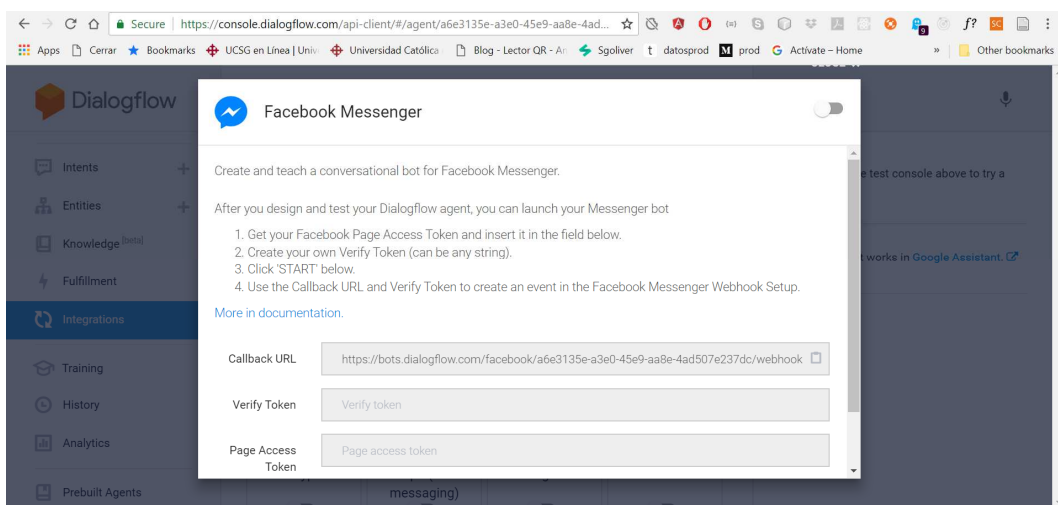 Secure | https://console.dialogflow.com/api-client/#/agent/a6e3135e-a3e0-45e9-aa8e-4ad...
f?
SC
9
Apps Cerrar Bookmarks UCSG en Línea | Univ Universidad Católica Blog - Lector QR - An Sgoliver t datosprod M prod G Actívate – Home » Other bookmarks
Dialogflow
Intents
Entities
Knowledge [beta]
Fulfillment
Integrations
Training
History
Analytics
Prebuilt Agents
Facebook Messenger
Create and teach a conversational bot for Facebook Messenger.
After you design and test your Dialogflow agent, you can launch your Messenger bot
1. Get your Facebook Page Access Token and insert it in the field below.
2. Create your own Verify Token (can be any string).
3. Click 'START' below.
4. Use the Callback URL and Verify Token to create an event in the Facebook Messenger Webhook Setup.
More in documentation.
Callback URL https://bots.dialogflow.com/facebook/a6e3135e-a3e0-45e9-aa8e-4ad507e237dc/webhook
Verify Token Verify token
Page Access Token Page access token
e test console above to try a
t works in Google Assistant.
messaging)